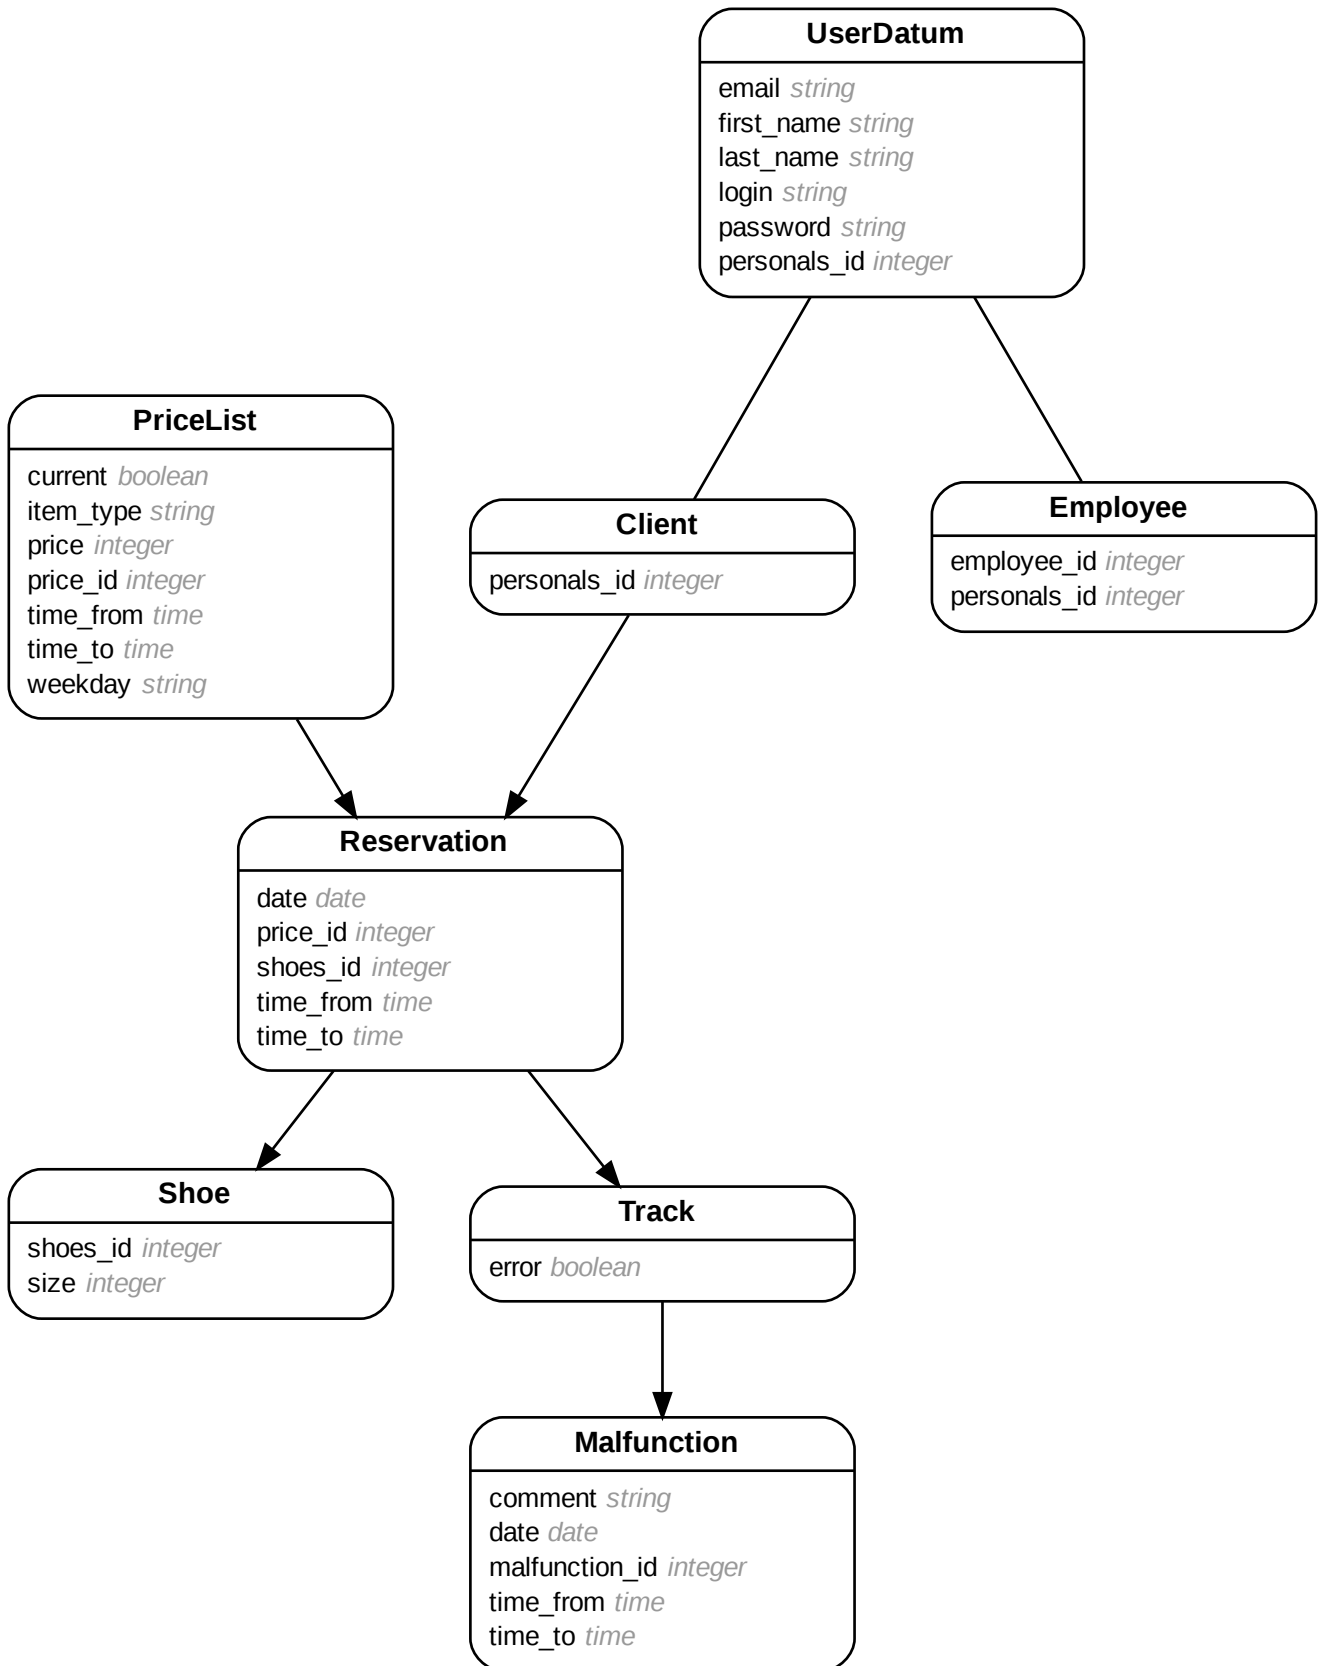 UserDatum
email string
first_name string
last_name string
login string
password string
personals_id integer
PriceList
current boolean
item_type string
price integer
price_id integer
time_from time
time_to time
weekday string
Client
personals_id integer
Employee
employee_id integer
personals_id integer
Reservation
date date
price_id integer
shoes_id integer
time_from time
time_to time
Shoe
shoes_id integer
size integer
Track
error boolean
Malfunction
comment string
date date
malfunction_id integer
time_from time
time_to time